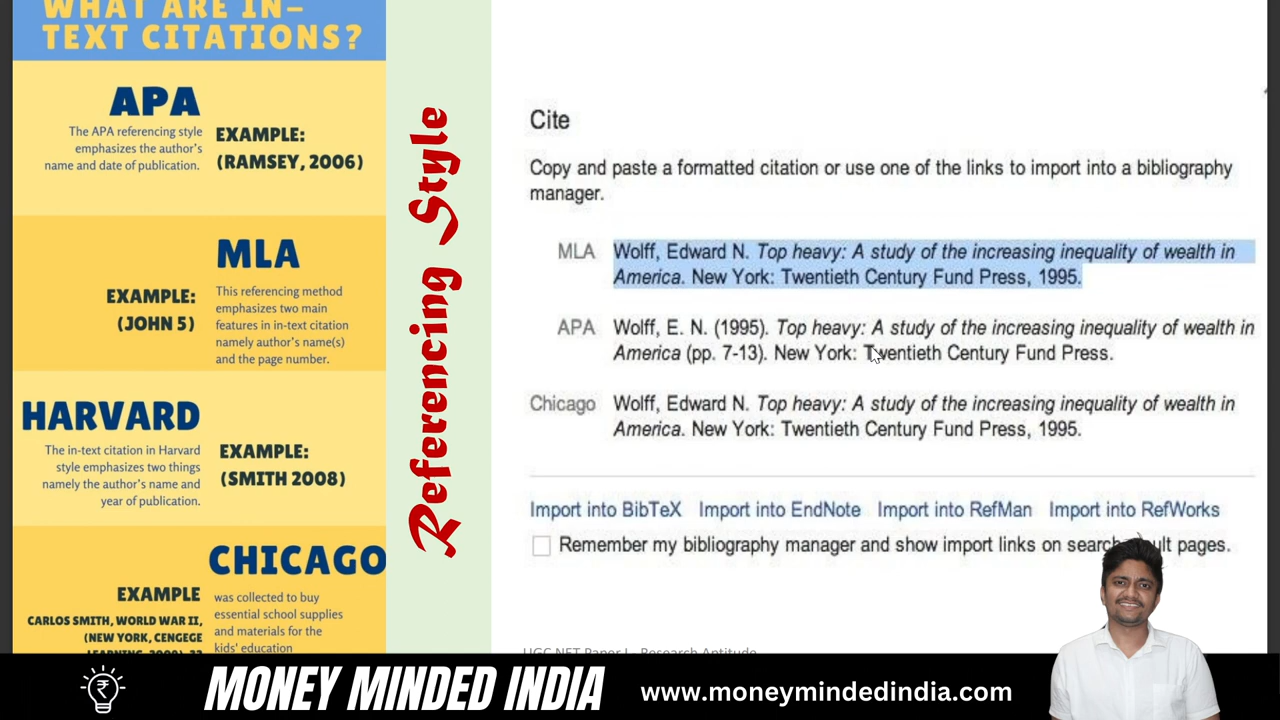 WHAT ARE IN-
TEXT CITATIONS?
APA
The APA referencing style
emphasizes the author's
name and date of publication.
EXAMPLE:
(RAMSEY, 2006)
MLA
EXAMPLE:
(JOHN 5)
This referencing method
emphasizes two main
features in in-text citation
namely author's name(s)
and the page number.
HARVARD
The in-text citation in Harvard
style emphasizes two things
namely the author's name and
year of publication.
EXAMPLE:
(SMITH 2008)
CHICAGO
EXAMPLE
CARLOS SMITH, WORLD WAR II,
(NEW YORK, CENGEGE
LEARNING, 2009), 23
was collected to buy
essential school supplies
and materials for the
kids' education
Referencing Style
Cite
Copy and paste a formatted citation or use one of the links to import into a bibliography
manager.
MLA Wolff, Edward N. Top heavy: A study of the increasing inequality of wealth in
America. New York: Twentieth Century Fund Press, 1995.
APA Wolff, E. N. (1995). Top heavy: A study of the increasing inequality of wealth in
America (pp. 7-13). New York: Twentieth Century Fund Press.
Chicago Wolff, Edward N. Top heavy: A study of the increasing inequality of wealth in
America. New York: Twentieth Century Fund Press, 1995.
Import into BibTeX Import into EndNote Import into RefMan Import into RefWorks
Remember my bibliography manager and show import links on search pages.
UGC NET Paper I - Research Aptitude
MONEY MINDED INDIA
www.moneymindedindia.com